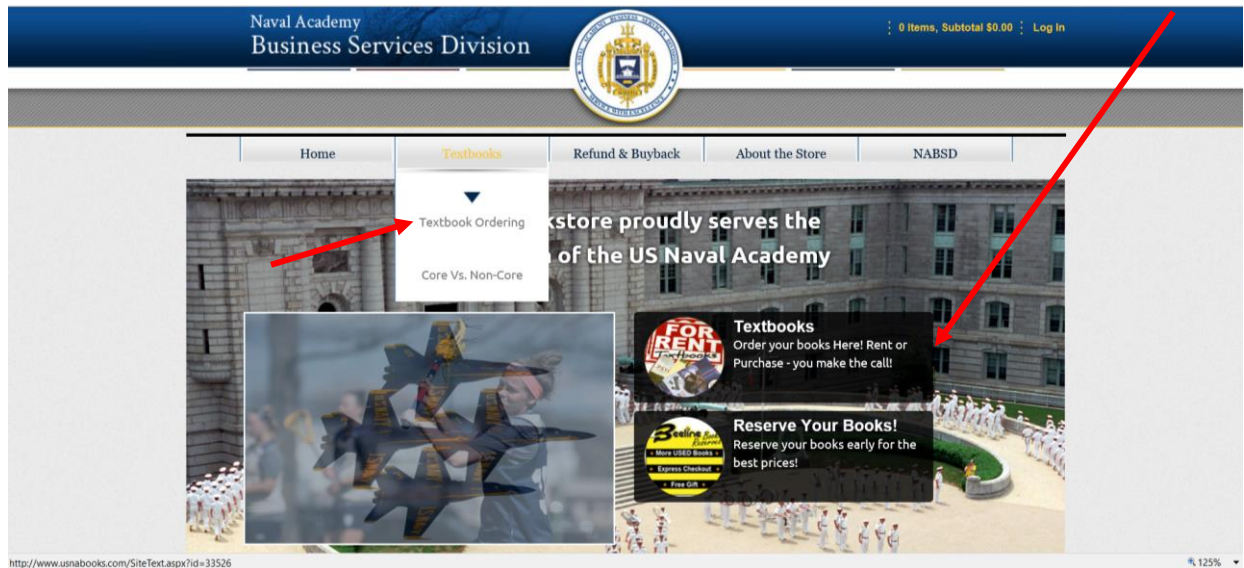 Naval Academy
Business Services Division
0 Items, Subtotal $0.00 Log In
Home Textbooks Refund & Buyback About the Store NABSD
Textbook Ordering
Core Vs. Non-Core
kstore proudly serves the
of the US Naval Academy
FOR
RENT
Textbooks
Textbooks
Order your books Here! Rent or
Purchase - you make the call!
Beeline Book
Reserve
• More USED Books •
• Express Checkout •
• Free Gift •
Reserve Your Books!
Reserve your books early for the
best prices!
http://www.usnabooks.com/SiteText.aspx?id=33526
125%